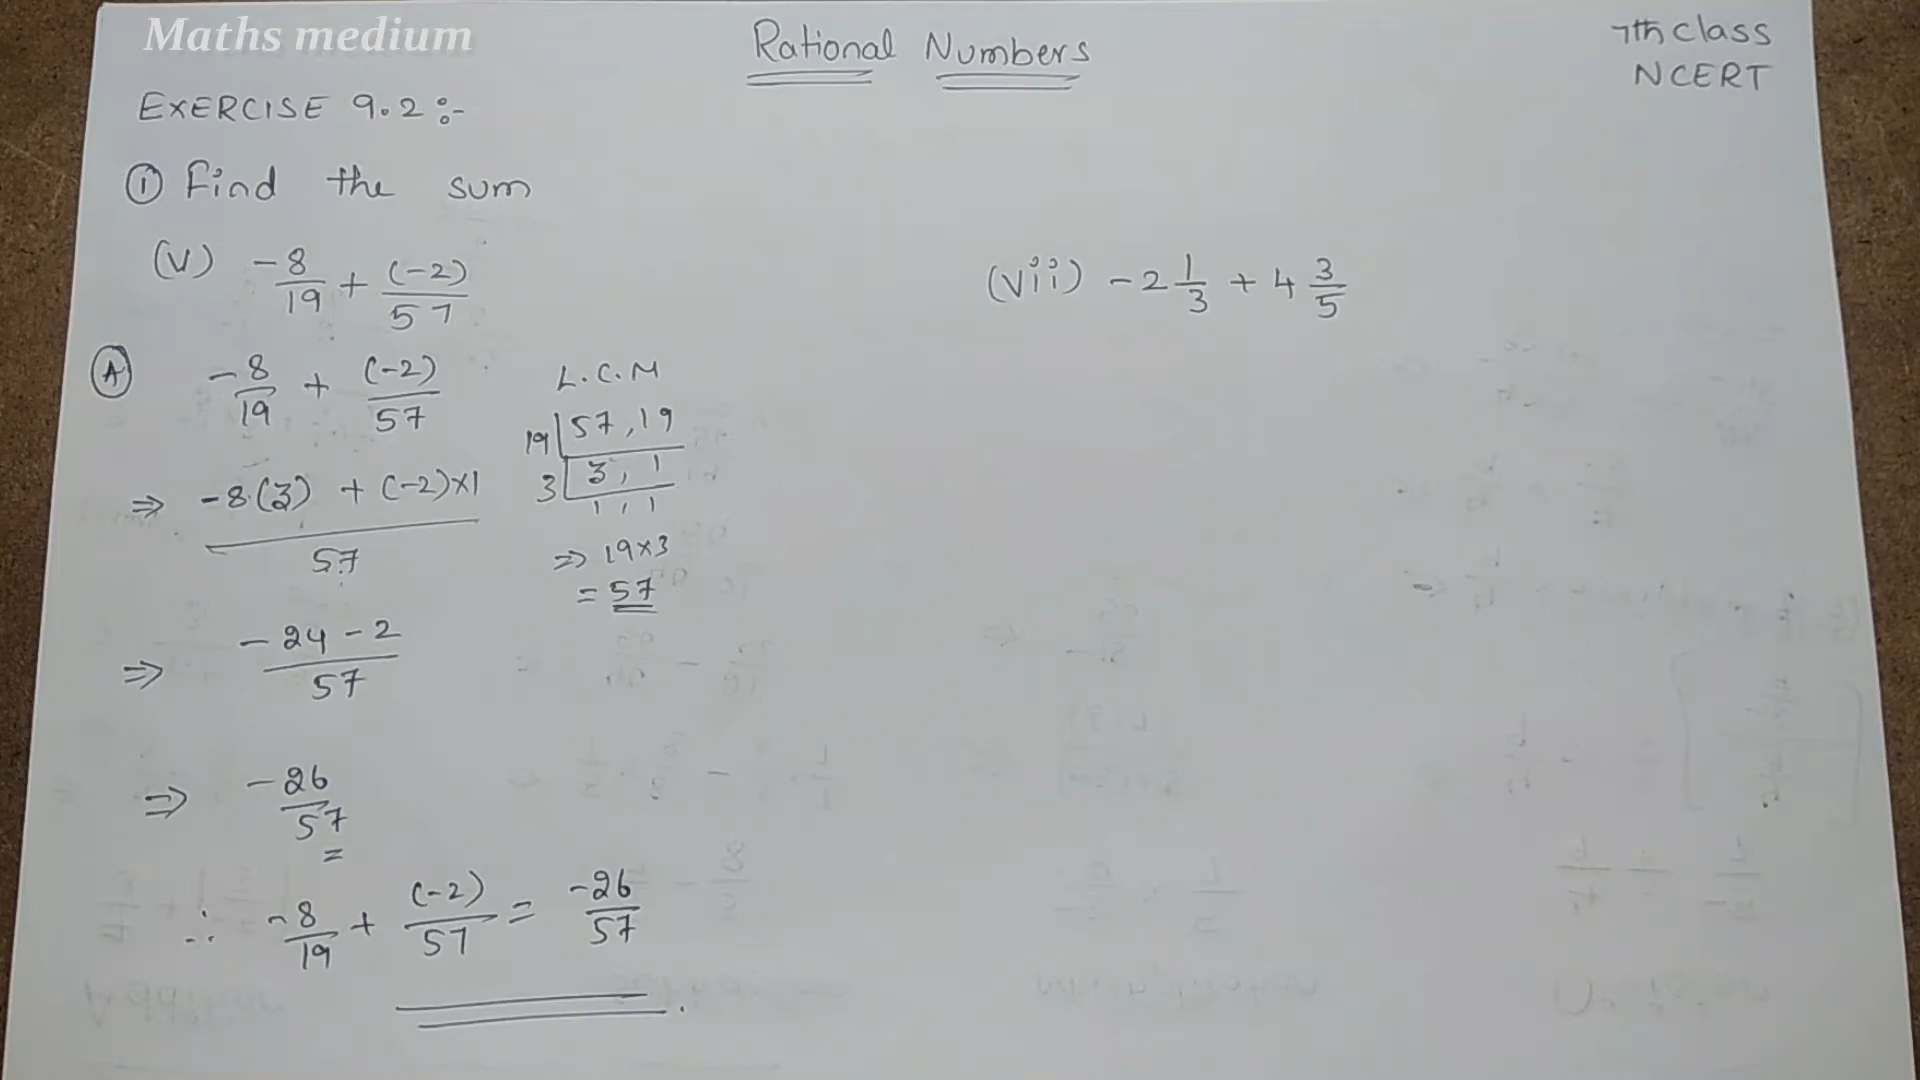 Maths medium
Rational Numbers
7th class
NCERT
EXERCISE 9.2 :-
① Find the sum
(V) -8/19 + (-2)/57
(A) -8/19 + (-2)/57
⇒ -8(3) + (-2)×1 / 57
⇒ -24-2 / 57
⇒ -26/57
=
∴ -8/19 + (-2)/57 = -26/57
L.C.M
19 | 57, 19
3 | 3, 1
1, 1
⇒ 19×3
= 57
(Vii) -2 1/3 + 4 3/5